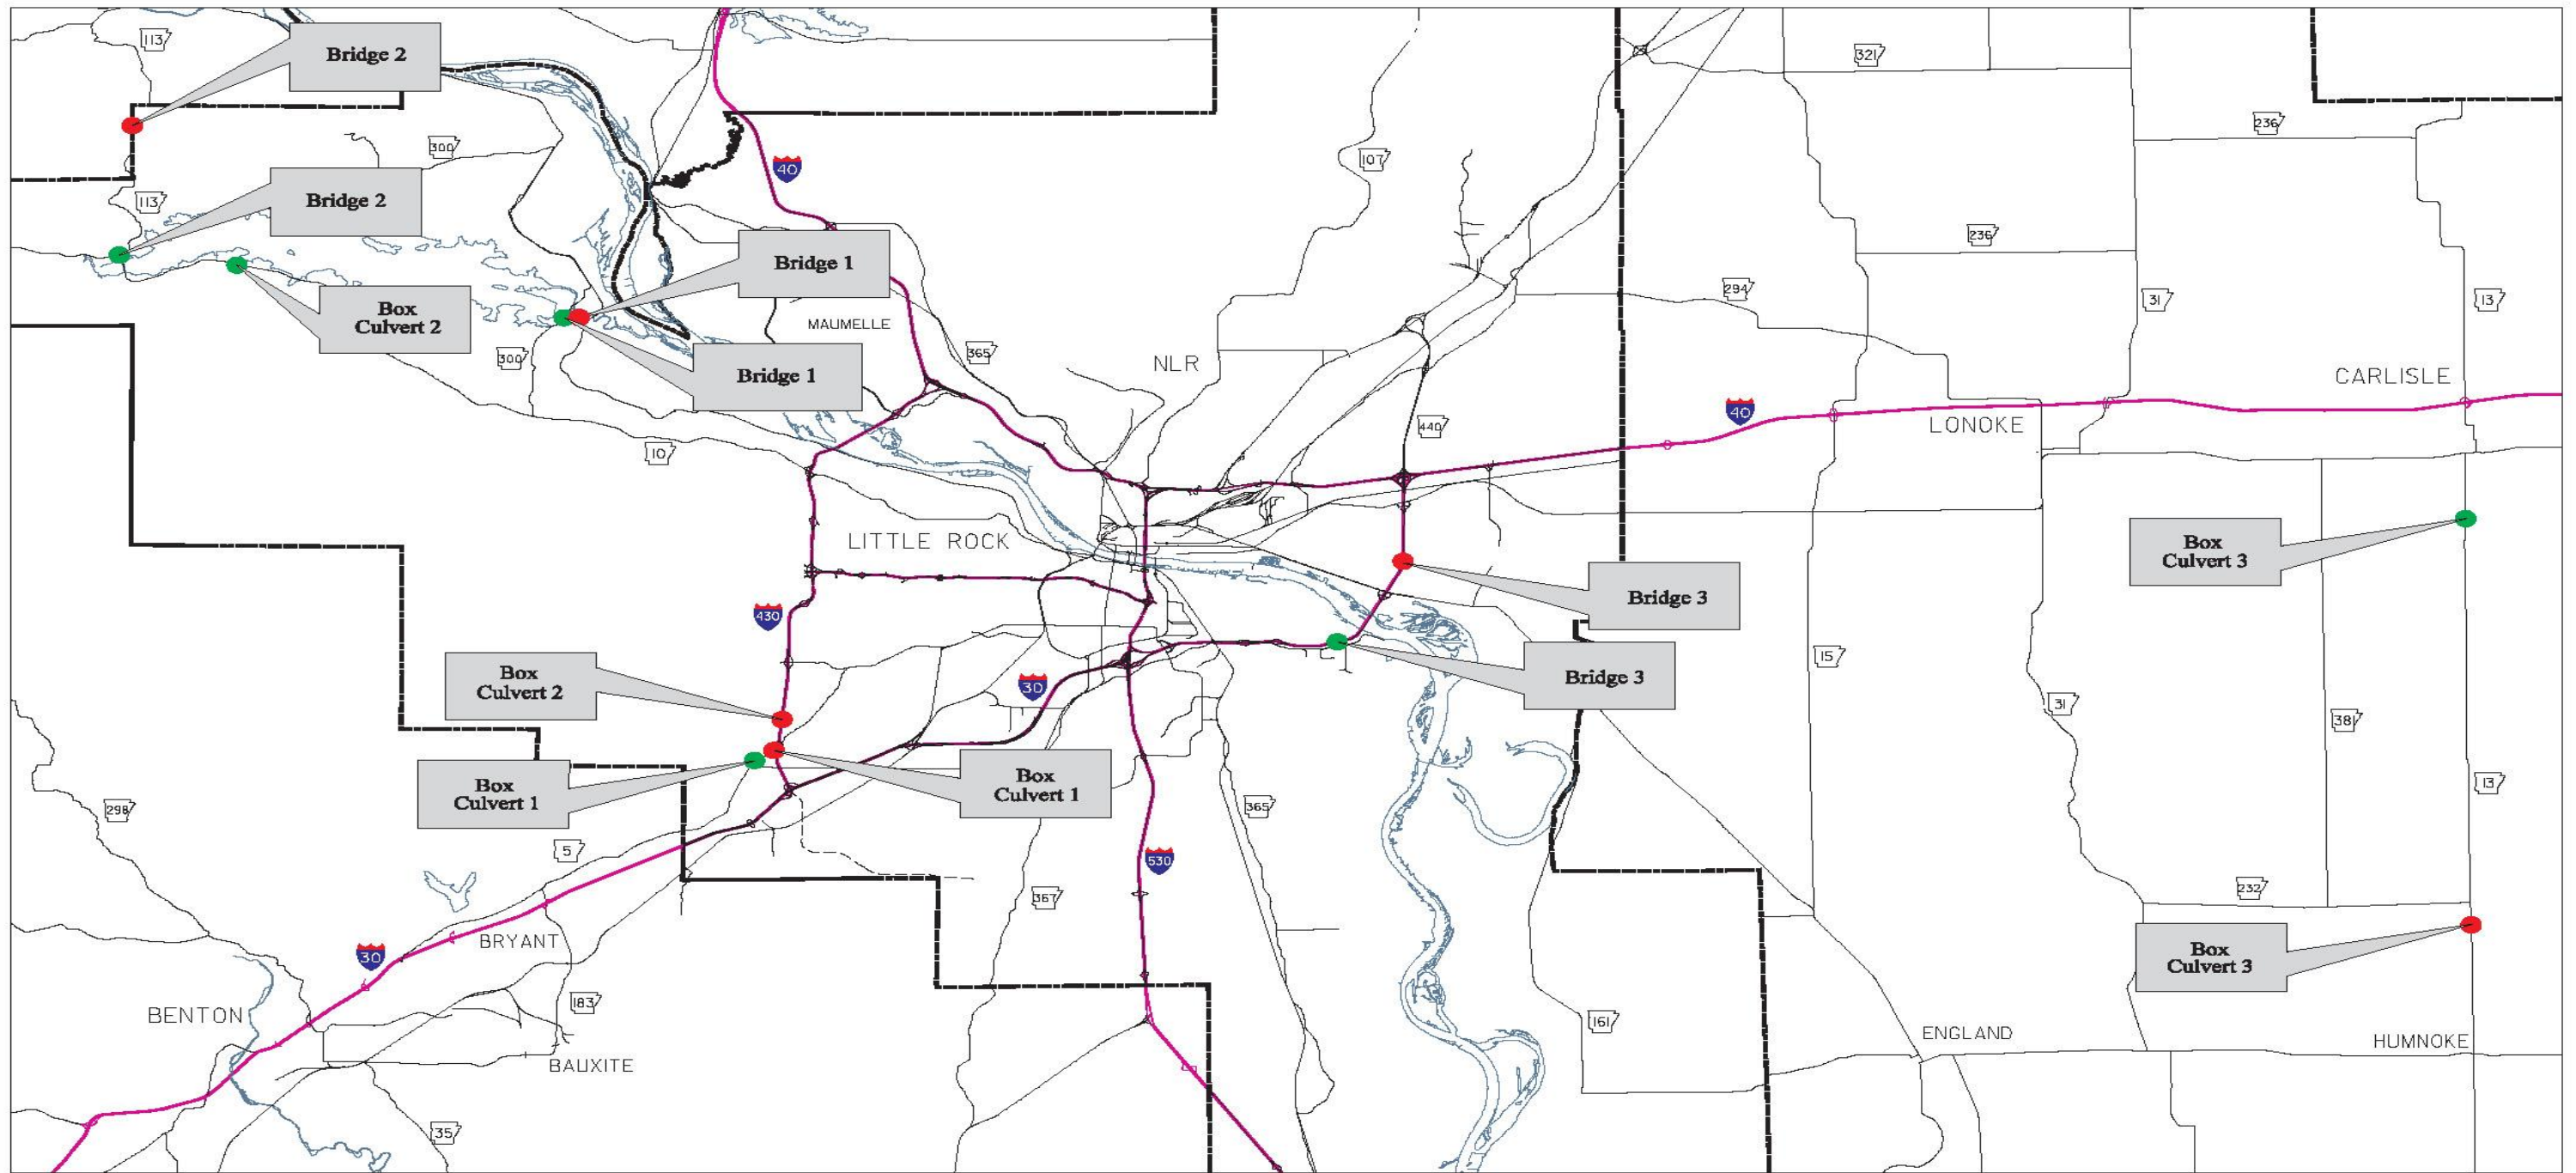 113
Bridge 2
321
236
300
107
40
113
Bridge 2
236
Bridge 1
294
31
13
Box
Culvert 2
MAUMELLE
300
365
NLR
Bridge 1
CARLISLE
40
440
LONOKE
10
LITTLE ROCK
Box
Culvert 3
Bridge 3
430
15
Box
Culvert 2
30
Bridge 3
31
381
Box
Culvert 1
Box
Culvert 1
13
298
365
5
530
367
232
BRYANT
30
Box
Culvert 3
183
BENTON
161
ENGLAND
HUMNOKE
BAUXITE
35